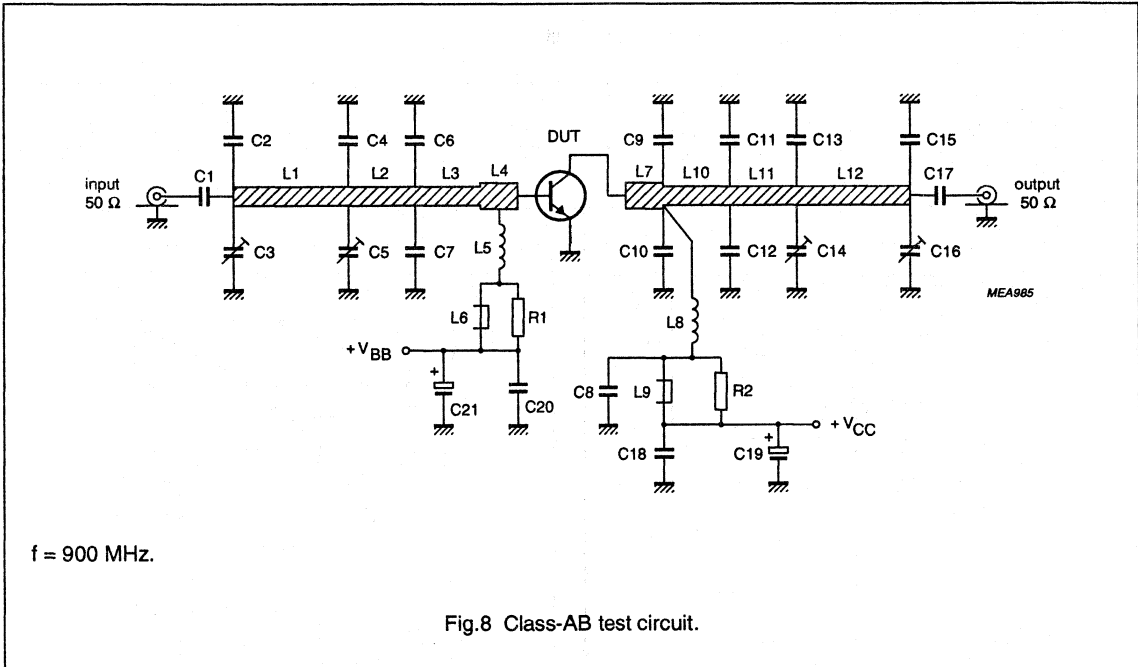 C2 C4 C6 DUT C9 C11 C13 C15
input
50 Ω
C1 L1 L2 L3 L4 L7 L10 L11 L12 C17
output
50 Ω
C3 C5 L5 C7 C10 C12 C14 C16
MEA985
L6 R1 L8
+ VBB
+
C21 C20 C8 L9 R2
+ VCC
C18 C19 +
f = 900 MHz.
Fig.8 Class-AB test circuit.